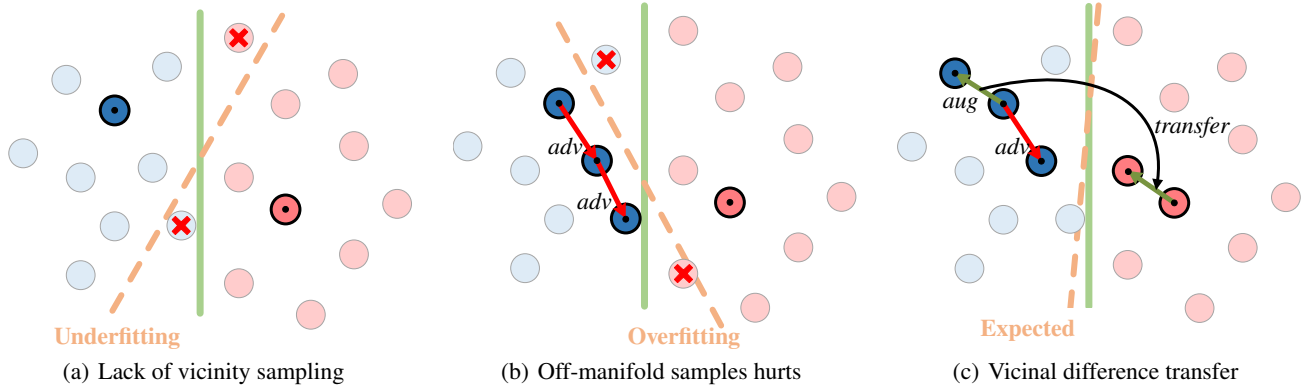 adv
adv
aug
adv
transfer
Underfitting
Overfitting
Expected
(a) Lack of vicinity sampling
(b) Off-manifold samples hurts
(c) Vicinal difference transfer